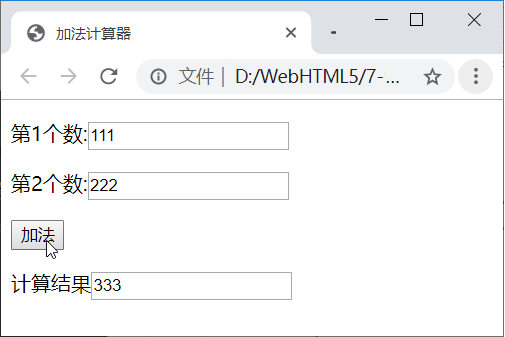 加法计算器
文件 | D:/WebHTML5/7-...
第1个数:111
第2个数:222
加法
计算结果333